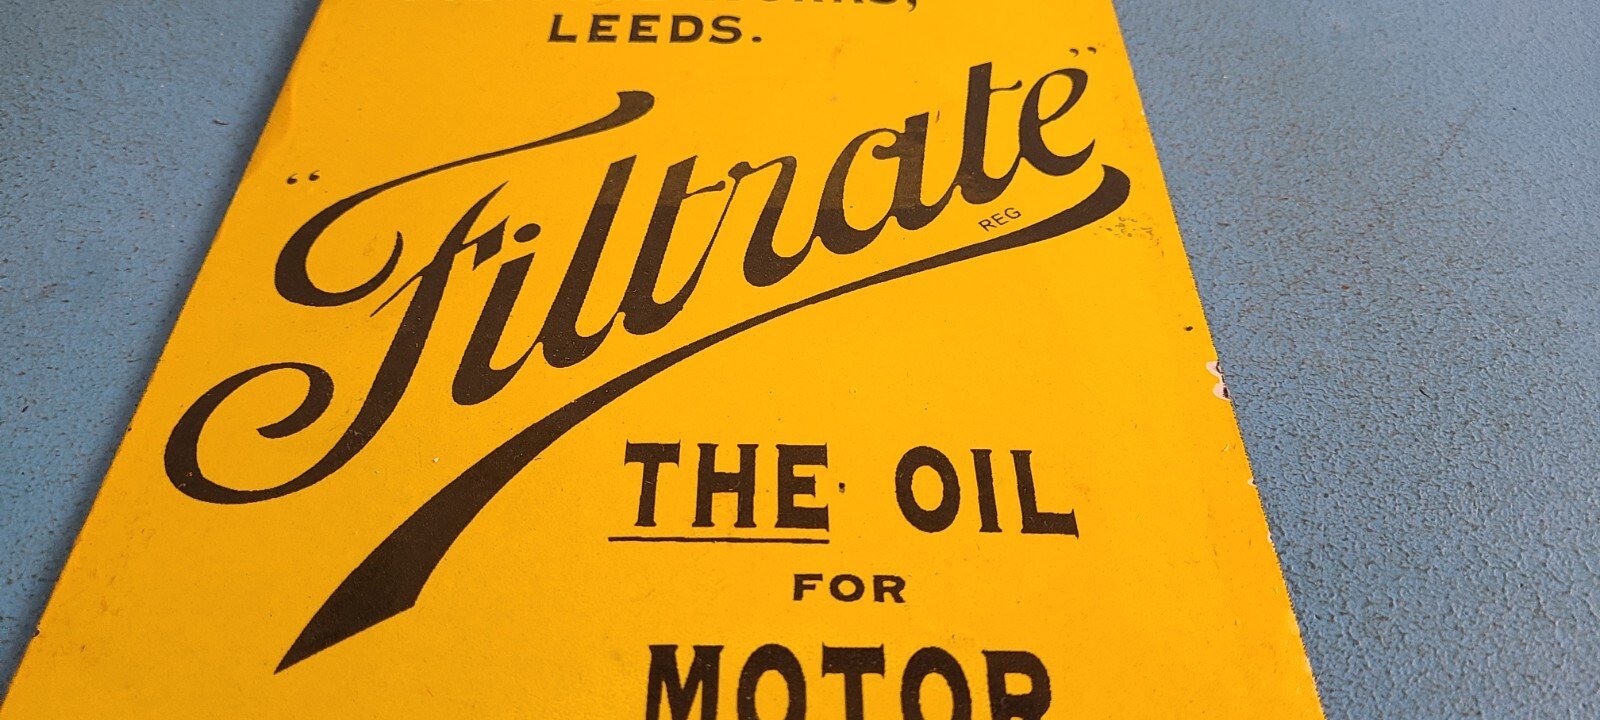 LEEDS.
"Filtrate"
REG
THE OIL
FOR
MOTOR